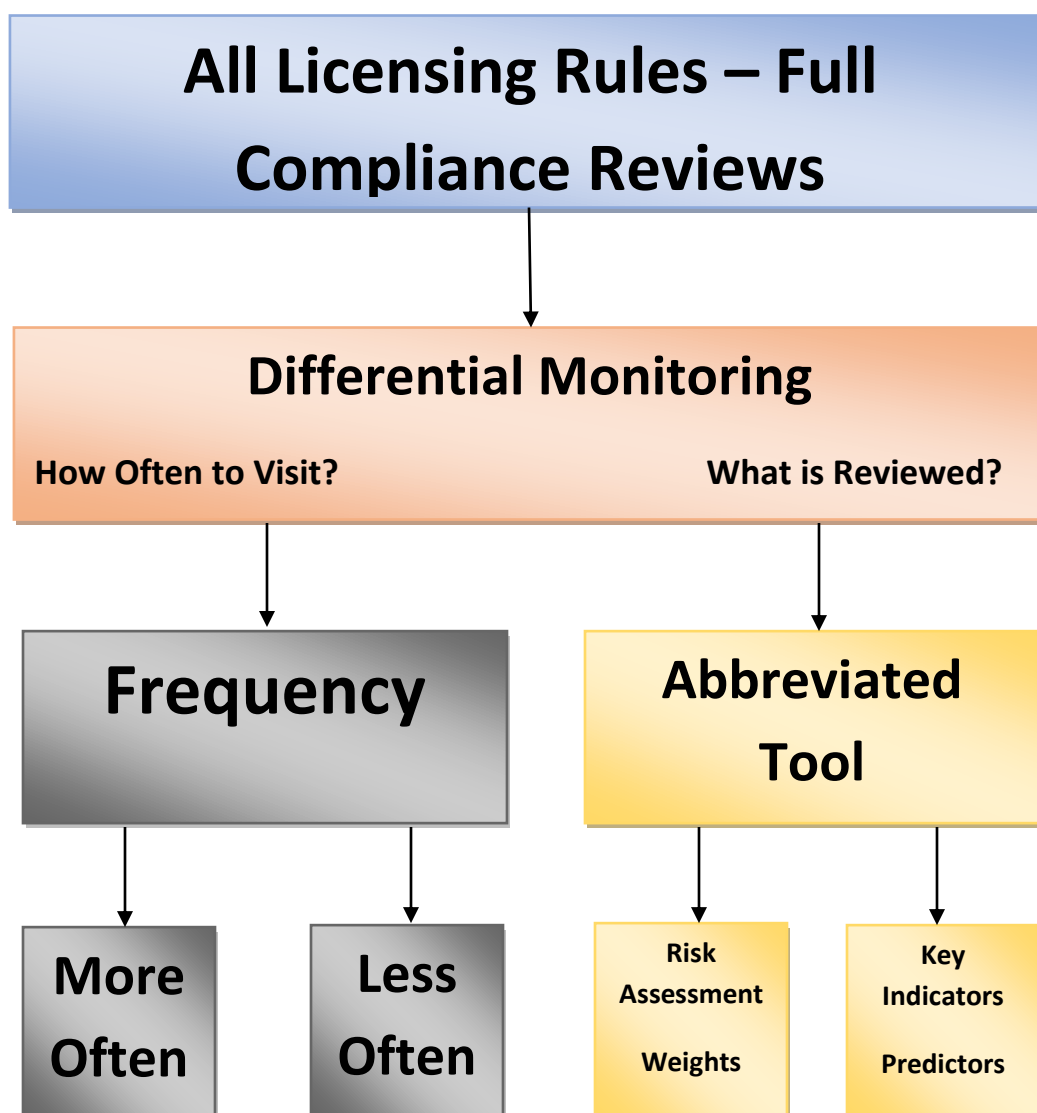 All Licensing Rules – Full
Compliance Reviews
Differential Monitoring
How Often to Visit?
What is Reviewed?
Frequency
Abbreviated
Tool
More
Often
Less
Often
Risk
Assessment
Weights
Key
Indicators
Predictors